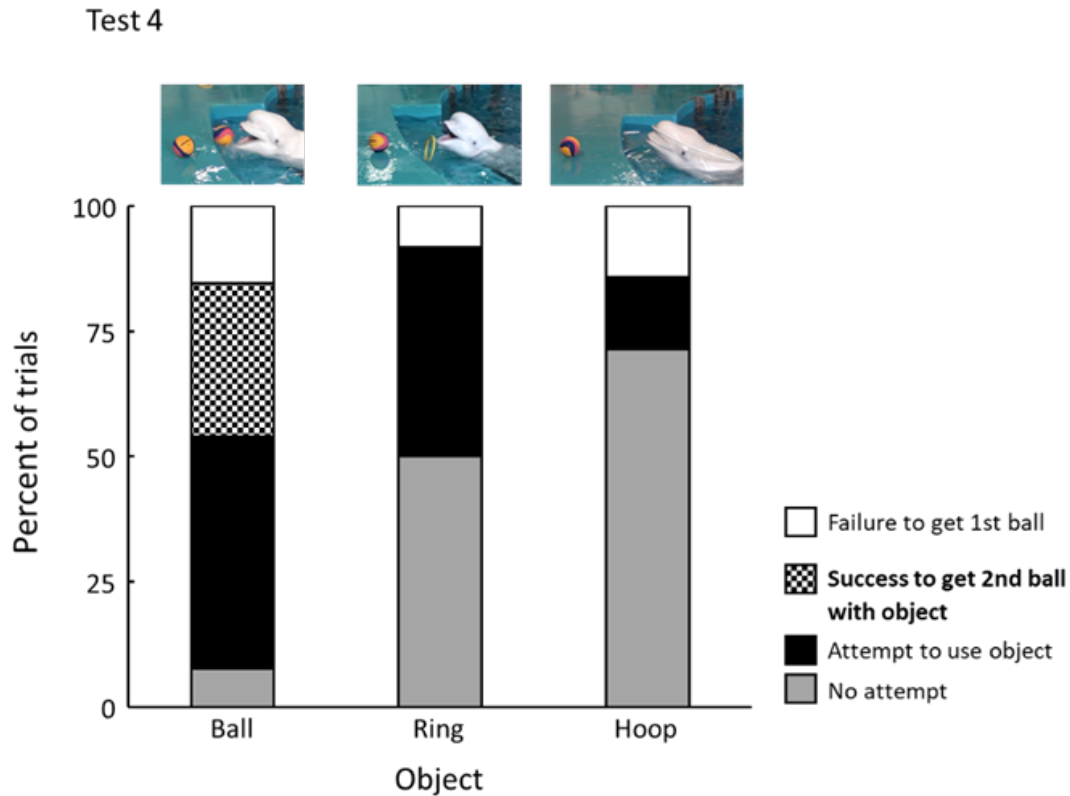 Test 4
100
75
50
25
0
Percent of trials
Ball
Ring
Hoop
Object
Failure to get 1st ball
Success to get 2nd ball
with object
Attempt to use object
No attempt